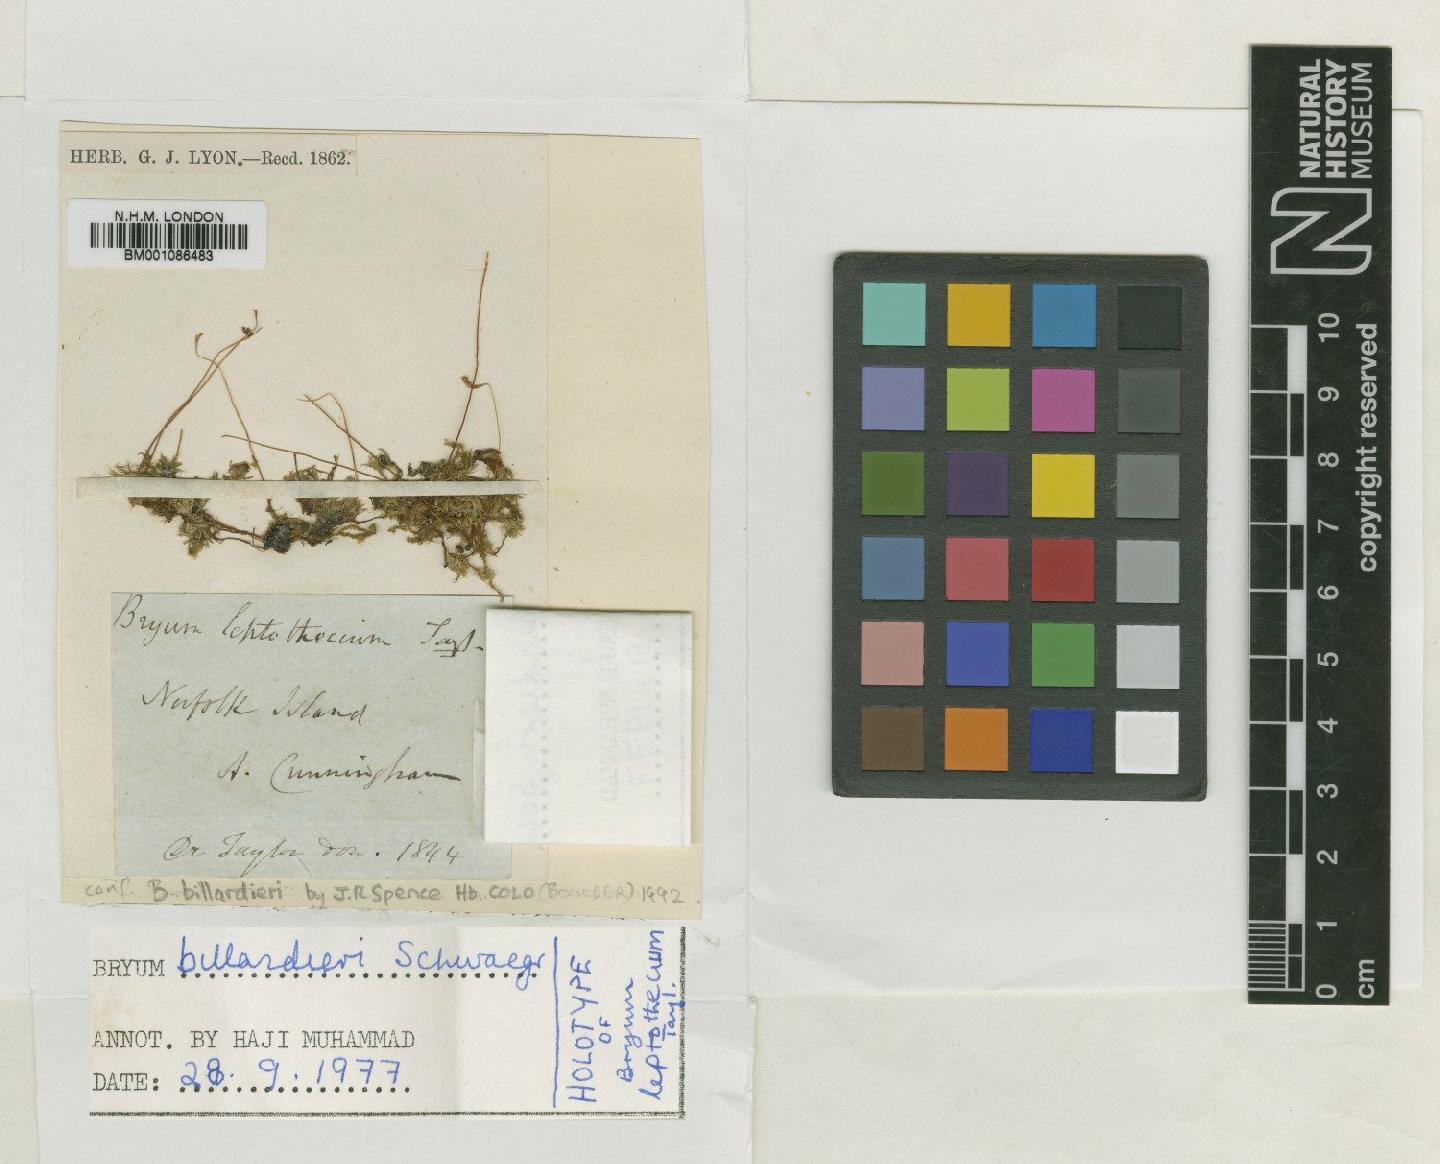 HERB. G. J. LYON.—Recd. 1862.
N.H.M. LONDON
BM001086483
Bryum leptothecium Tayl.
Norfolk Island
A. Cunningham
Dr. Taylor don. 1844
conf. B. billardieri by J.R Spence Hb. COLO (BOULDER) 1992.
BRYUM billardieri Schwaegr
ANNOT. BY HAJI MUHAMMAD
DATE: 28. 9. 1977
HOLOTYPE
OF
Bryum
leptothecium
Tayl.
NATURAL
HISTORY
MUSEUM
copyright reserved
10
9
8
7
6
5
4
3
2
1
0
cm